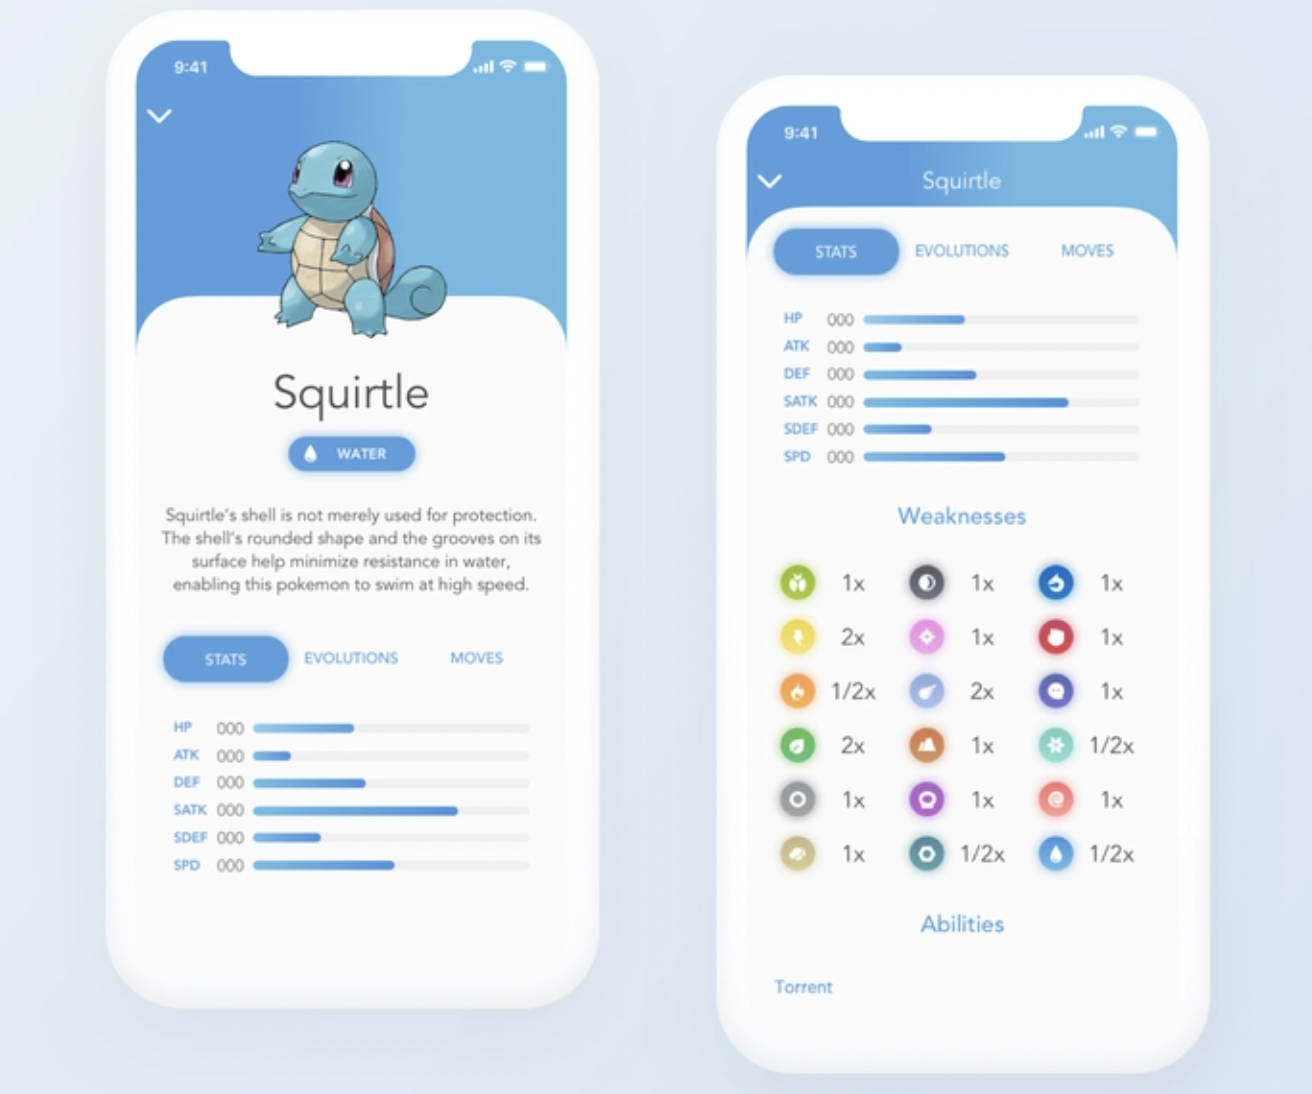 9:41
Squirtle
WATER
Squirtle's shell is not merely used for protection.
The shell's rounded shape and the grooves on its
surface help minimize resistance in water,
enabling this pokemon to swim at high speed.
STATS EVOLUTIONS MOVES
HP 000
ATK 000
DEF 000
SATK 000
SDEF 000
SPD 000
9:41
Squirtle
STATS EVOLUTIONS MOVES
HP 000
ATK 000
DEF 000
SATK 000
SDEF 000
SPD 000
Weaknesses
1x 1x 1x
2x 1x 1x
1/2x 2x 1x
2x 1x 1/2x
1x 1x 1x
1x 1/2x 1/2x
Abilities
Torrent